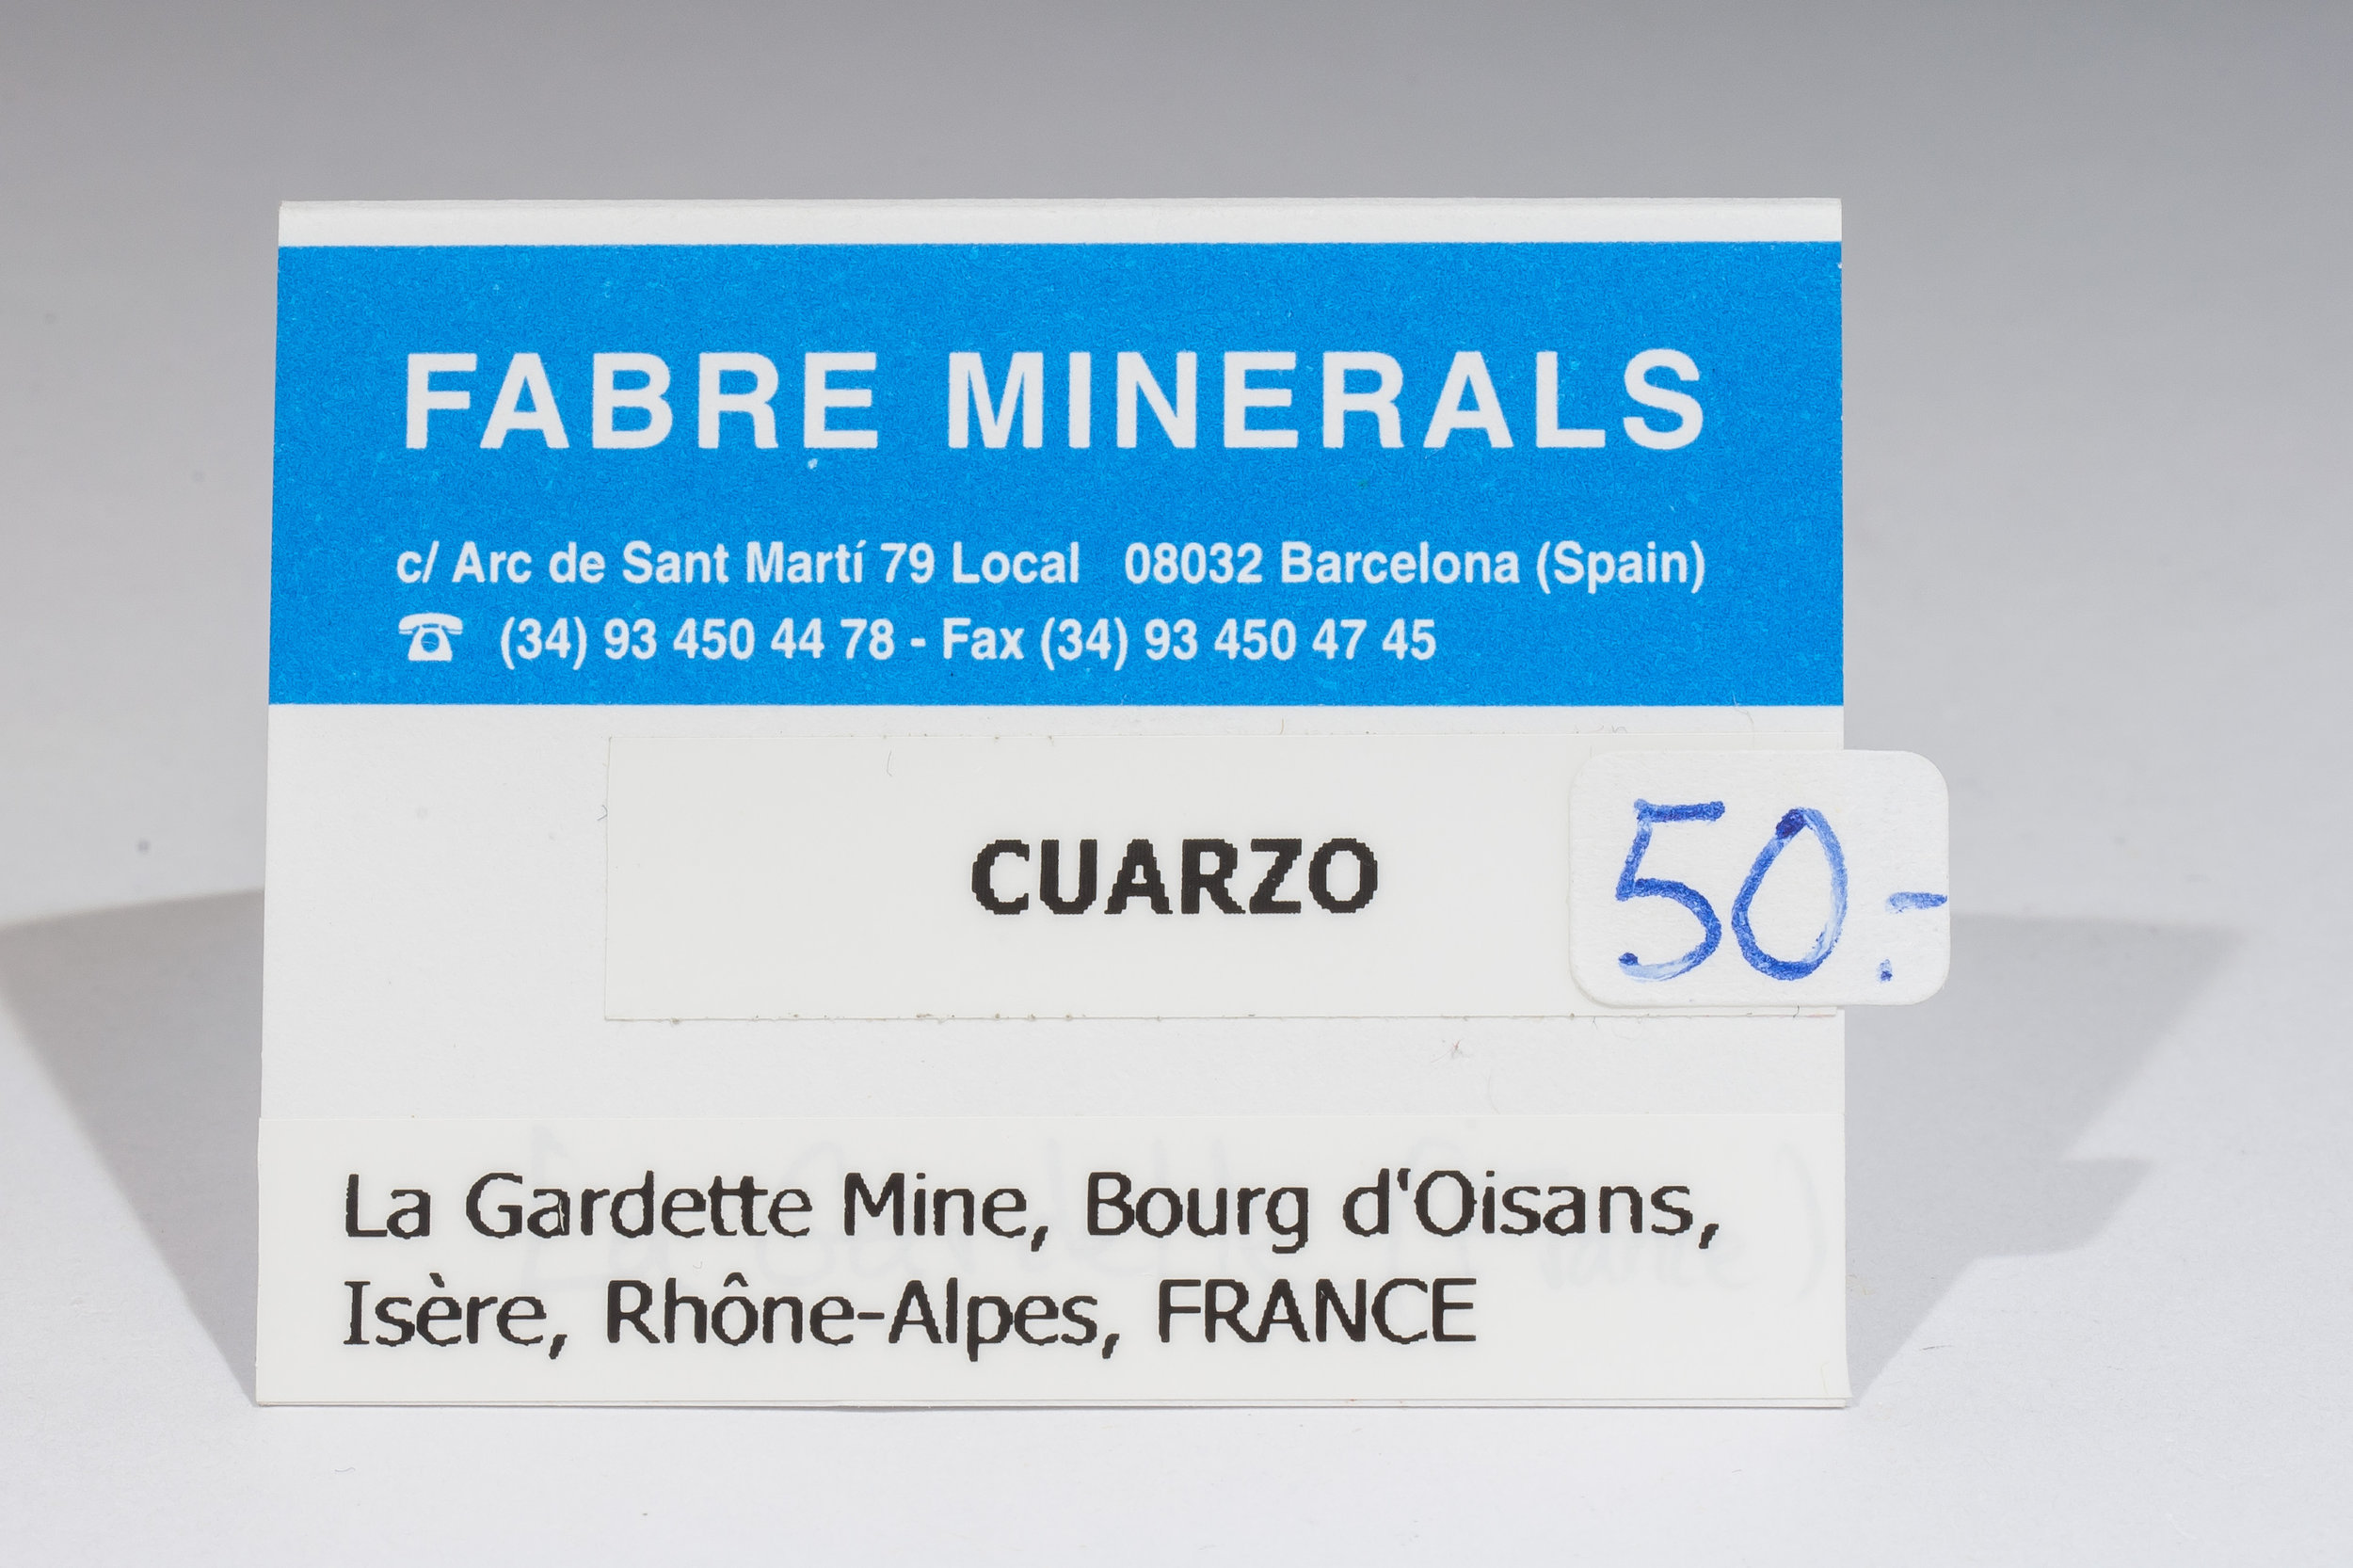 FABRE MINERALS
c/ Arc de Sant Martí 79 Local 08032 Barcelona (Spain)
☎ (34) 93 450 44 78 - Fax (34) 93 450 47 45
CUARZO
50.-
La Gardette Mine, Bourg d'Oisans,
Isère, Rhône-Alpes, FRANCE